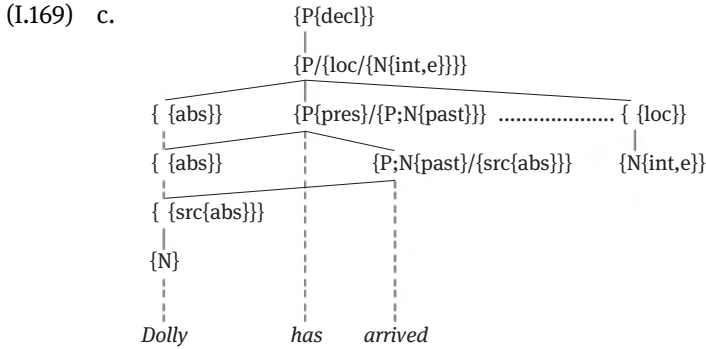 (I.169) c. {P{decl}}
{P/{loc/{N{int,e}}}}
{ {abs}} {P{pres}/{P;N{past}}} ..................... { {loc}}
{ {abs}} {P;N{past}/{src{abs}}} {N{int,e}}
{ {src{abs}}}
{N}
Dolly has arrived